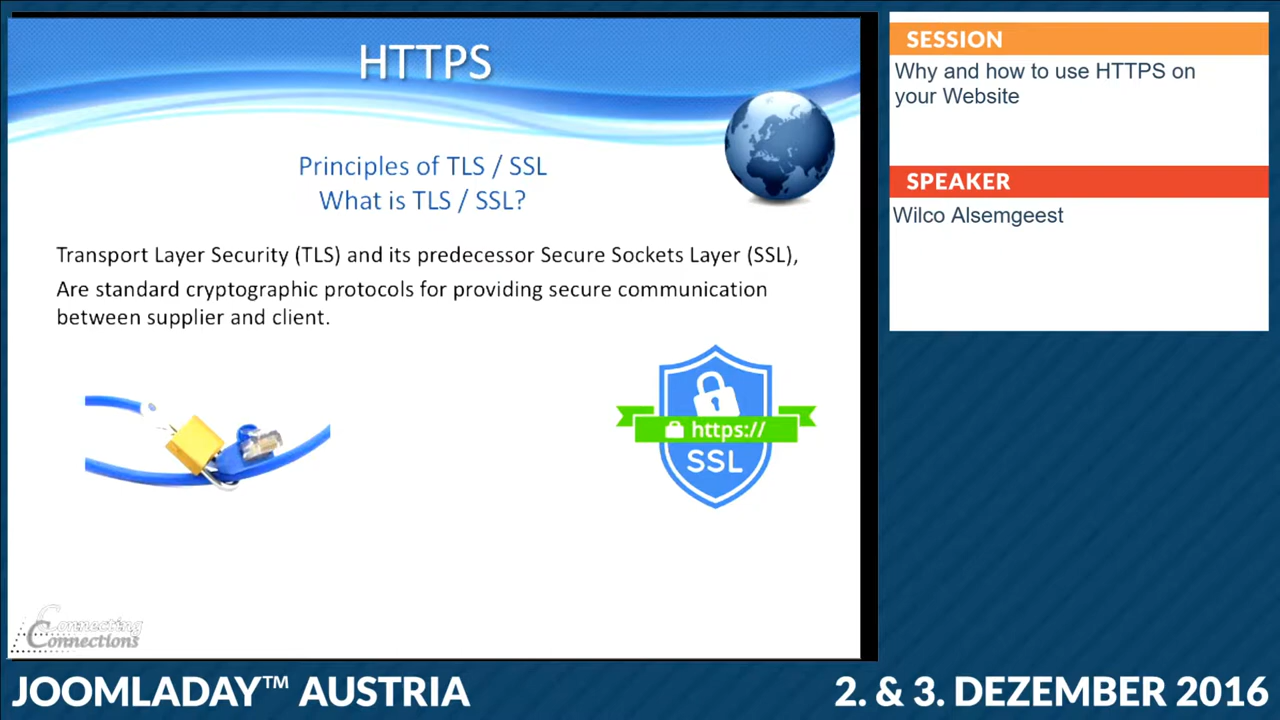 HTTPS
Principles of TLS / SSL
What is TLS / SSL?
Transport Layer Security (TLS) and its predecessor Secure Sockets Layer (SSL),
Are standard cryptographic protocols for providing secure communication
between supplier and client.
https://
SSL
Connecting
Connections
SESSION
Why and how to use HTTPS on
your Website
SPEAKER
Wilco Alsemgeest
JOOMLADAY™ AUSTRIA
2. & 3. DEZEMBER 2016